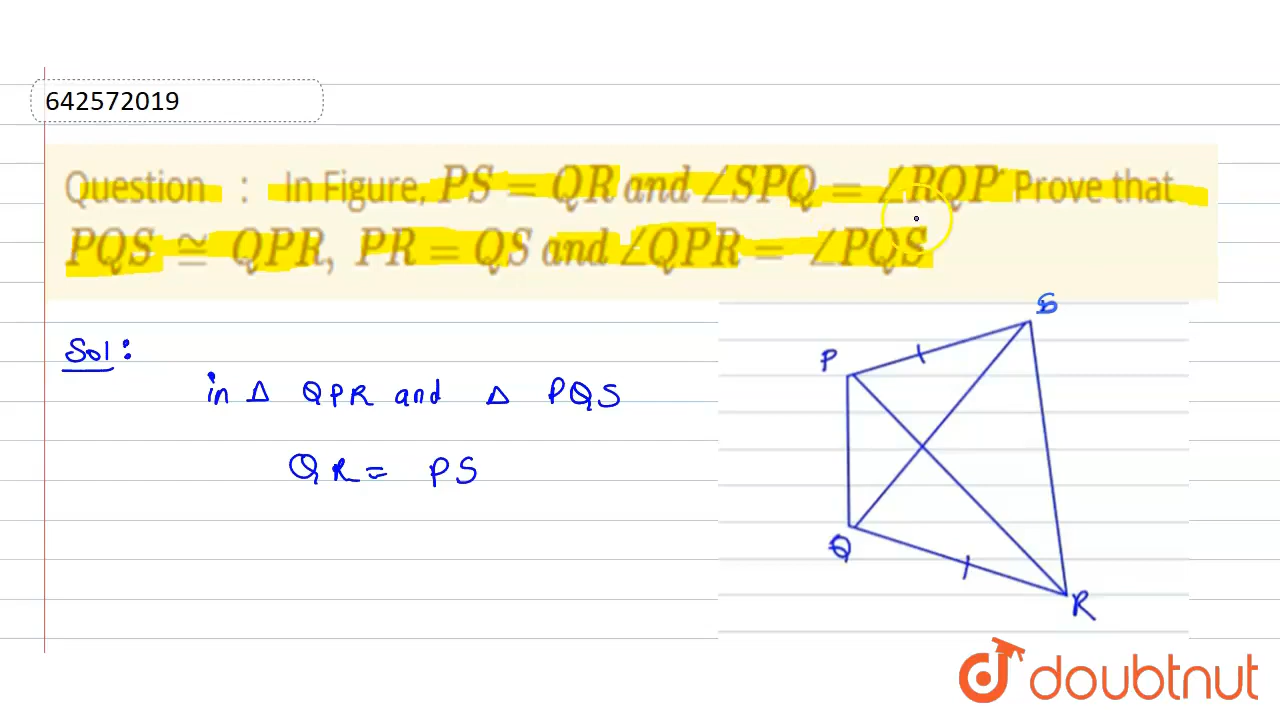 642572019
Question : In Figure, PS = QR and ∠SPQ = ∠RQP Prove that
PQS ≅ QPR, PR = QS and ∠QPR = ∠PQS
Sol:
in Δ QPR and Δ PQS
QR = PS
S
P
Q
R
doubtnut